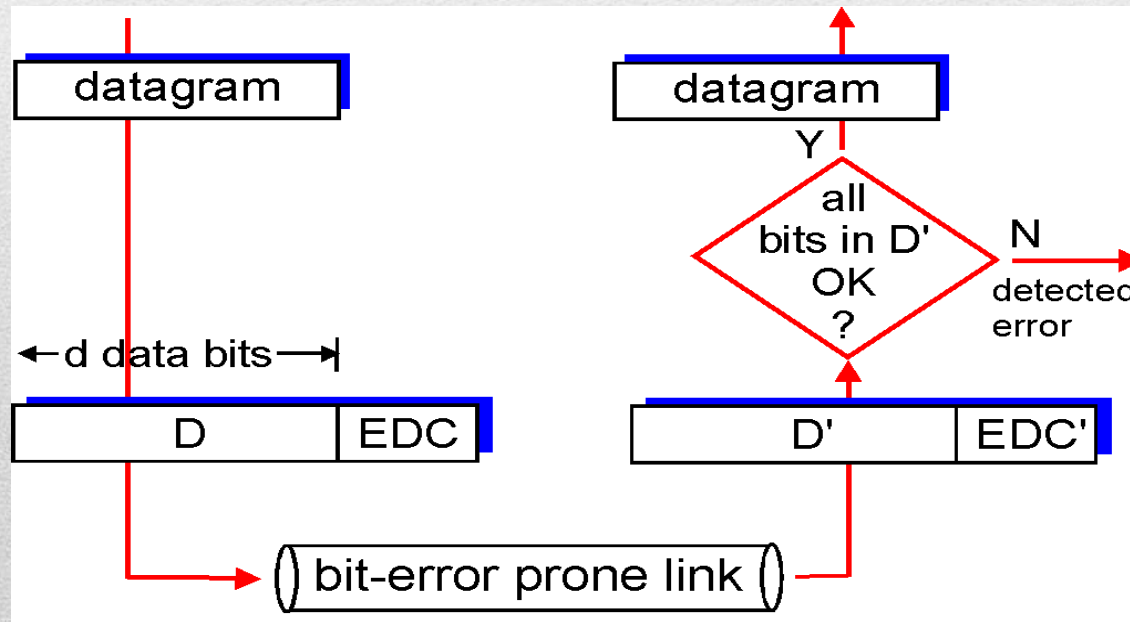 datagram
datagram
Y
all
bits in D'
OK
?
N
detected
error
d data bits
D
EDC
D'
EDC'
bit-error prone link